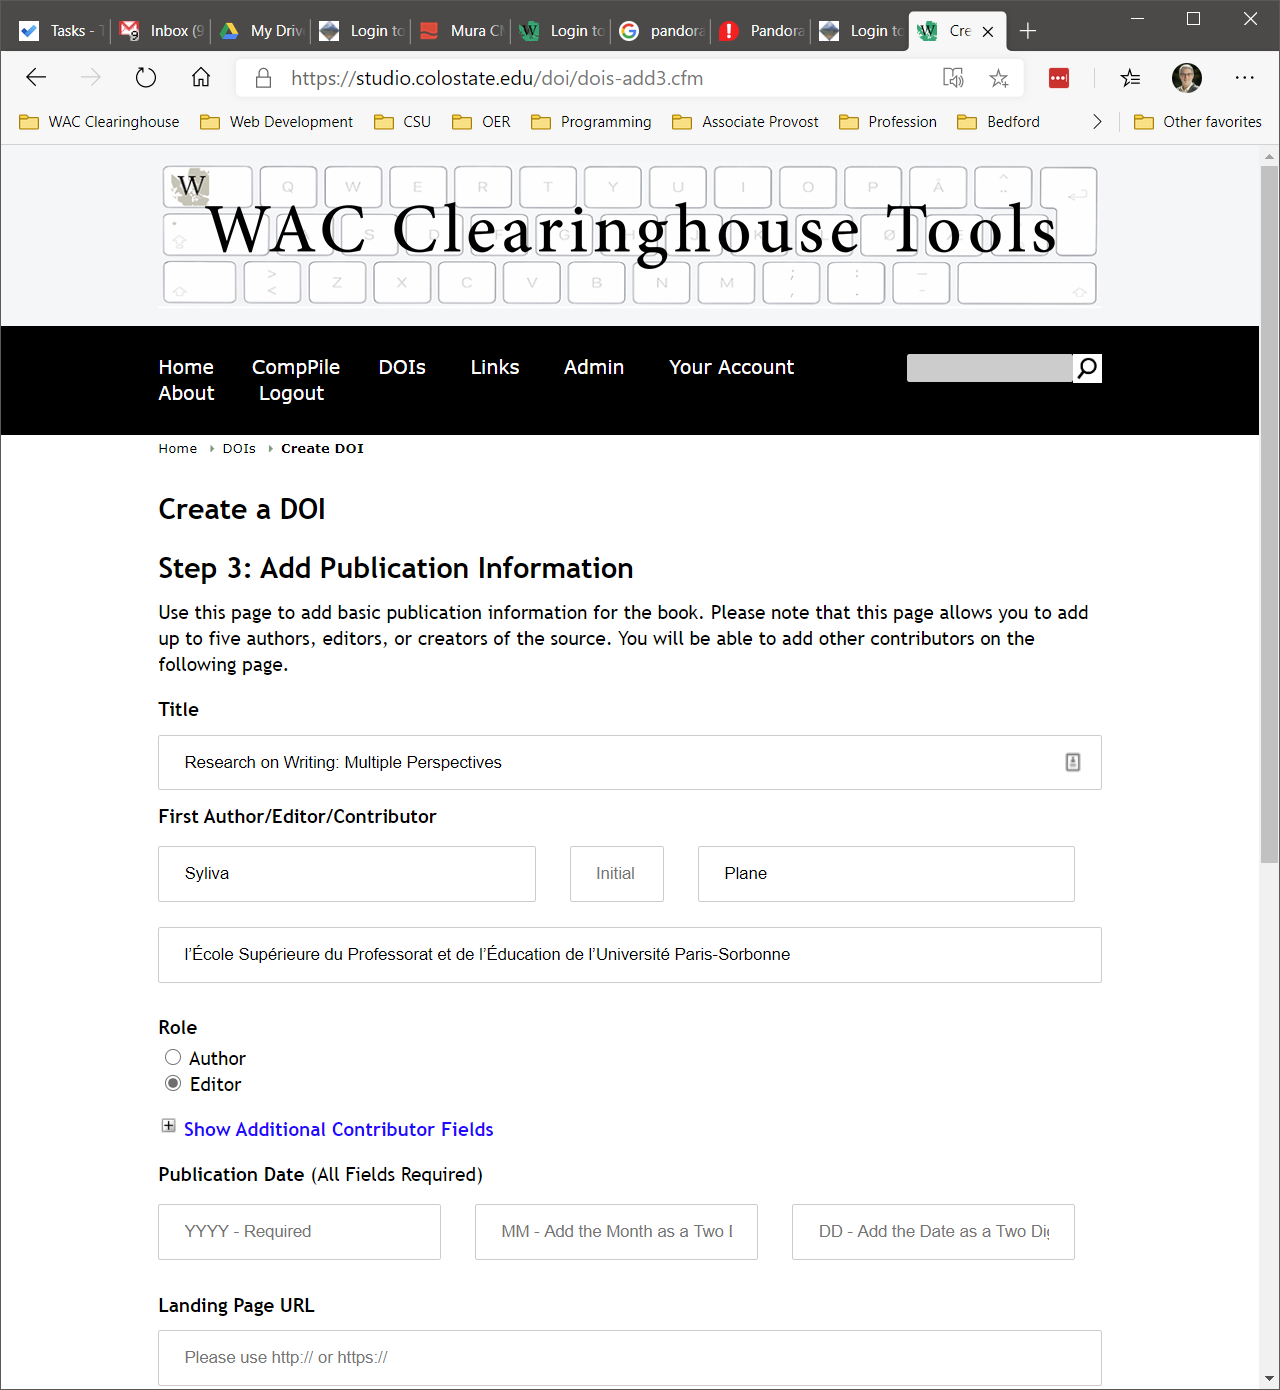 Tasks - T
Inbox (9
My Driv
Login to
Mura C
Login to
pandora
Pandora
Login to
Cre
https://studio.colostate.edu/doi/dois-add3.cfm
WAC Clearinghouse
Web Development
CSU
OER
Programming
Associate Provost
Profession
Bedford
Other favorites
W Q W E R T Y U I O P Å
WAC Clearinghouse Tools
> < Z X C V B N M ; , : . _ -
Home CompPile DOIs Links Admin Your Account
About Logout
Home DOIs Create DOI
Create a DOI
Step 3: Add Publication Information
Use this page to add basic publication information for the book. Please note that this page allows you to add
up to five authors, editors, or creators of the source. You will be able to add other contributors on the
following page.
Title
Research on Writing: Multiple Perspectives
First Author/Editor/Contributor
Syliva Initial Plane
l’École Supérieure du Professorat et de l’Éducation de l’Université Paris-Sorbonne
Role
Author
Editor
Show Additional Contributor Fields
Publication Date (All Fields Required)
YYYY - Required MM - Add the Month as a Two D DD - Add the Date as a Two Dig
Landing Page URL
Please use http:// or https://